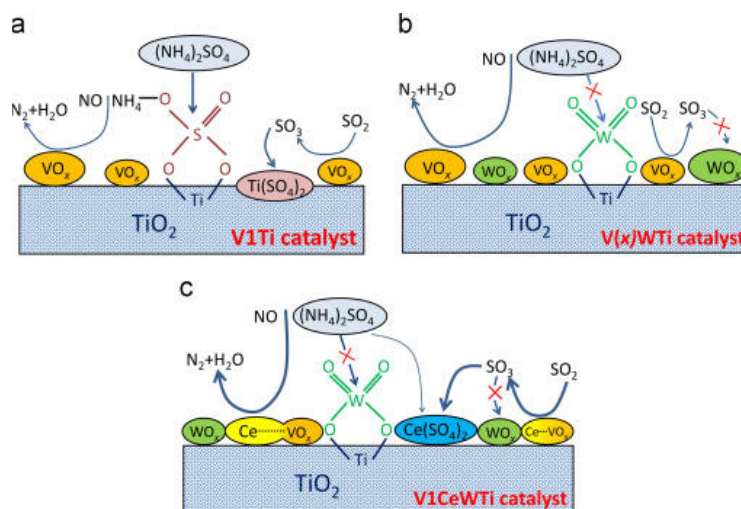 a
(NH₄)₂SO₄
N₂+H₂O
NO
NH₄
O
O
S
SO₃
SO₂
VOₓ
VOₓ
O
O
Ti
Ti(SO₄)₂
VOₓ
TiO₂
V1Ti catalyst
b
NO
(NH₄)₂SO₄
N₂+H₂O
O
O
W
SO₂
SO₃
VOₓ
WOₓ
VOₓ
O
O
Ti
VOₓ
WOₓ
TiO₂
V(x)WTi catalyst
c
NO
(NH₄)₂SO₄
N₂+H₂O
O
O
W
SO₃
SO₂
WOₓ
Ce
VOₓ
O
O
Ti
Ce(SO₄)₂
WOₓ
Ce
VOₓ
TiO₂
V1CeWTi catalyst